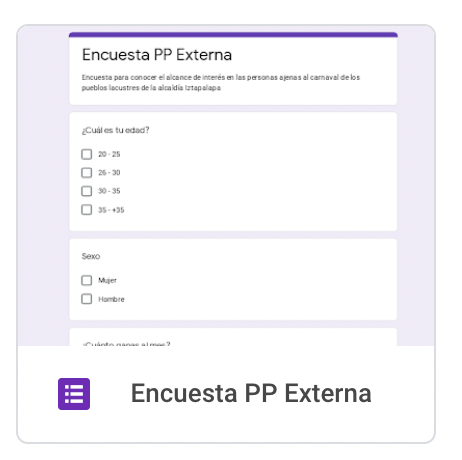 Encuesta PP Externa
Encuesta para conocer el alcance de interés en las personas ajenas al carnaval de los
pueblos lacustres de la alcaldía Iztapalapa
¿Cuál es tu edad?
20 - 25
26 - 30
30 - 35
35 - +35
Sexo
Mujer
Hombre
¿Cuánto ganas al mes?
Encuesta PP Externa